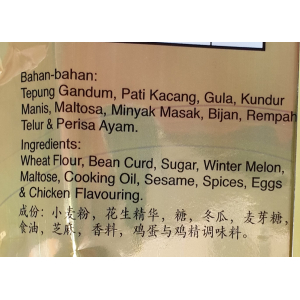 Bahan-bahan:
Tepung Gandum, Pati Kacang, Gula, Kundur
Manis, Maltosa, Minyak Masak, Bijan, Rempah
Telur & Perisa Ayam.
Ingredients:
Wheat Flour, Bean Curd, Sugar, Winter Melon,
Maltose, Cooking Oil, Sesame, Spices, Eggs
& Chicken Flavouring.
成份: 小麦粉, 花生精华, 糖, 冬瓜, 麦芽糖,
食油, 芝麻, 香料, 鸡蛋与鸡精调味料.